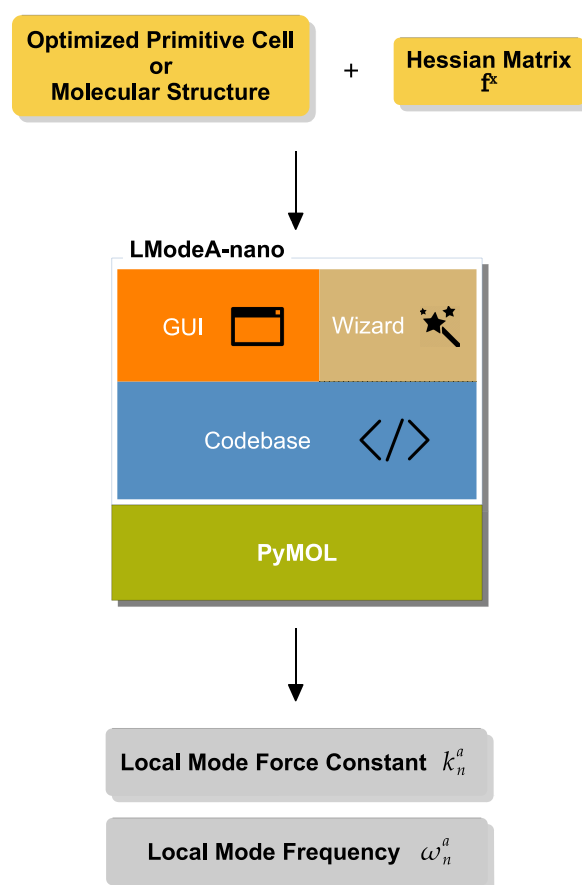 Optimized Primitive Cell
or
Molecular Structure
+
Hessian Matrix
fˣ
LModeA-nano
GUI
Wizard
Codebase
</>
PyMOL
Local Mode Force Constant kₙᵃ
Local Mode Frequency ωₙᵃ